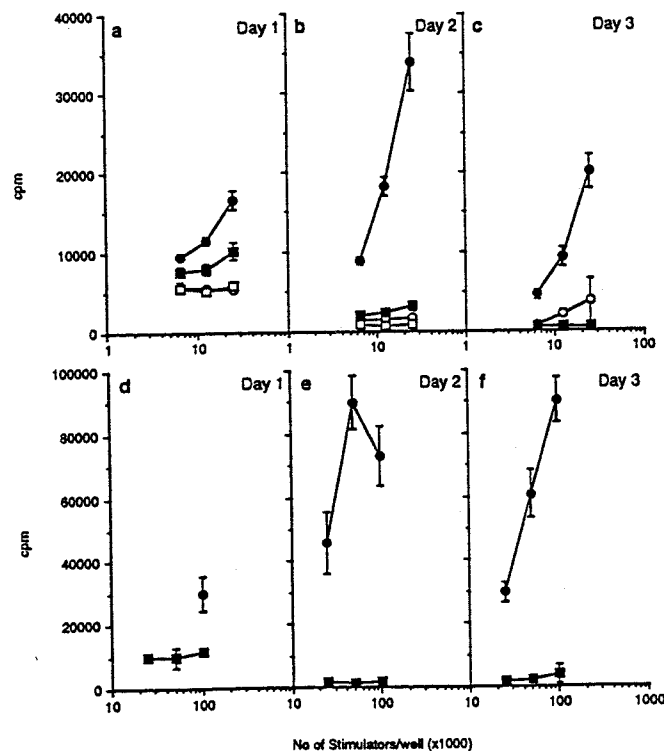 a Day 1 b Day 2 c Day 3
40000
30000
20000
10000
0
cpm
1 10 1 10 1 10 100
d Day 1 e Day 2 f Day 3
100000
80000
60000
40000
20000
0
cpm
10 100 10 100 10 100 1000
No of Stimulators/well (x1000)